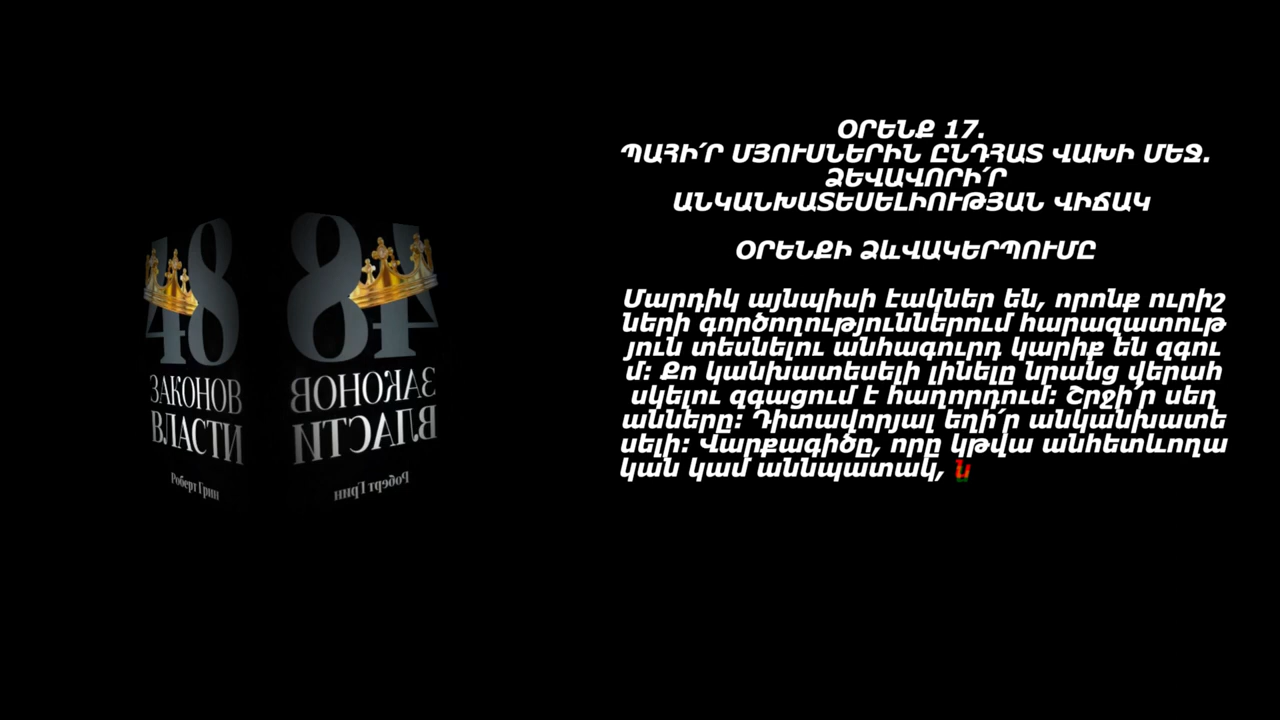 48
ЗАКОНОВ
ВЛАСТИ
Роберт Грин
48
ЗАКОНОВ
ВЛАСТИ
Роберт Грин
ՕՐԵՆՔ 17.
ՊԱՀԻ՛Ր ՄՅՈՒՍՆԵՐԻՆ ԸՆԴՀԱՏ ՎԱԽԻ ՄԵՋ.
ՁԵՎԱՎՈՐԻ՛Ր
ԱՆԿԱՆԽԱՏԵՍԵԼԻՈՒԹՅԱՆ ՎԻՃԱԿ
ՕՐԵՆՔԻ ՁևՎԱԿԵՐՊՈՒՄԸ
Մարդիկ այնպիսի էակներ են, որոնք ուրիշ
ների գործողություններում հարազատութ
յուն տեսնելու անհագուրդ կարիք են զգու
մ: Քո կանխատեսելի լինելը նրանց վերահ
սկելու զգացում է հաղորդում: Շրջի՛ր սեղ
անները: Դիտավորյալ եղի՛ր անկանխատե
սելի: Վարքագիծը, որը կթվա անհետևողա
կան կամ աննպատակ, ն